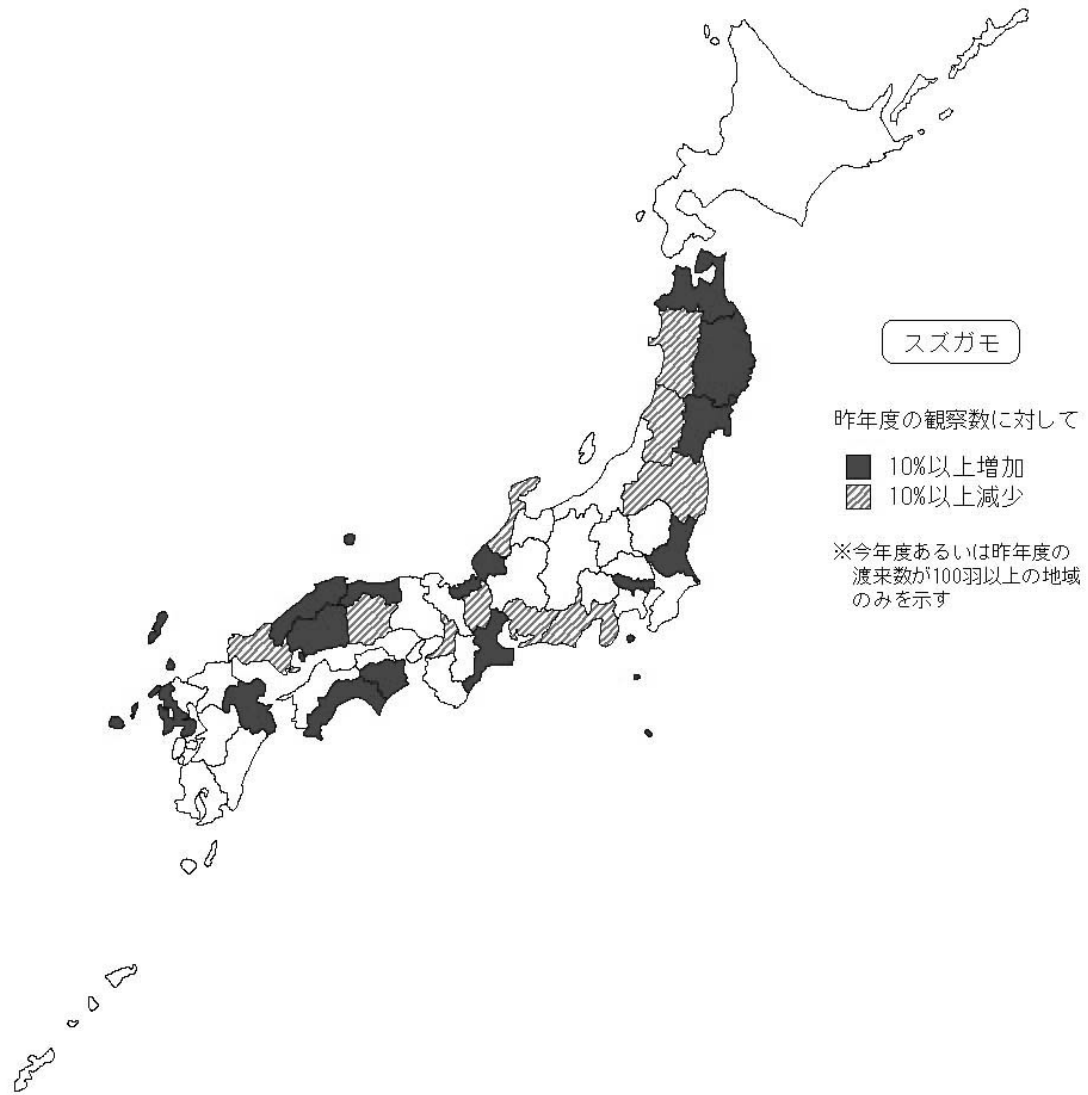 スズガモ
昨年度の観察数に対して
10%以上増加
10%以上減少
※今年度あるいは昨年度の
渡来数が100羽以上の地域
のみを示す